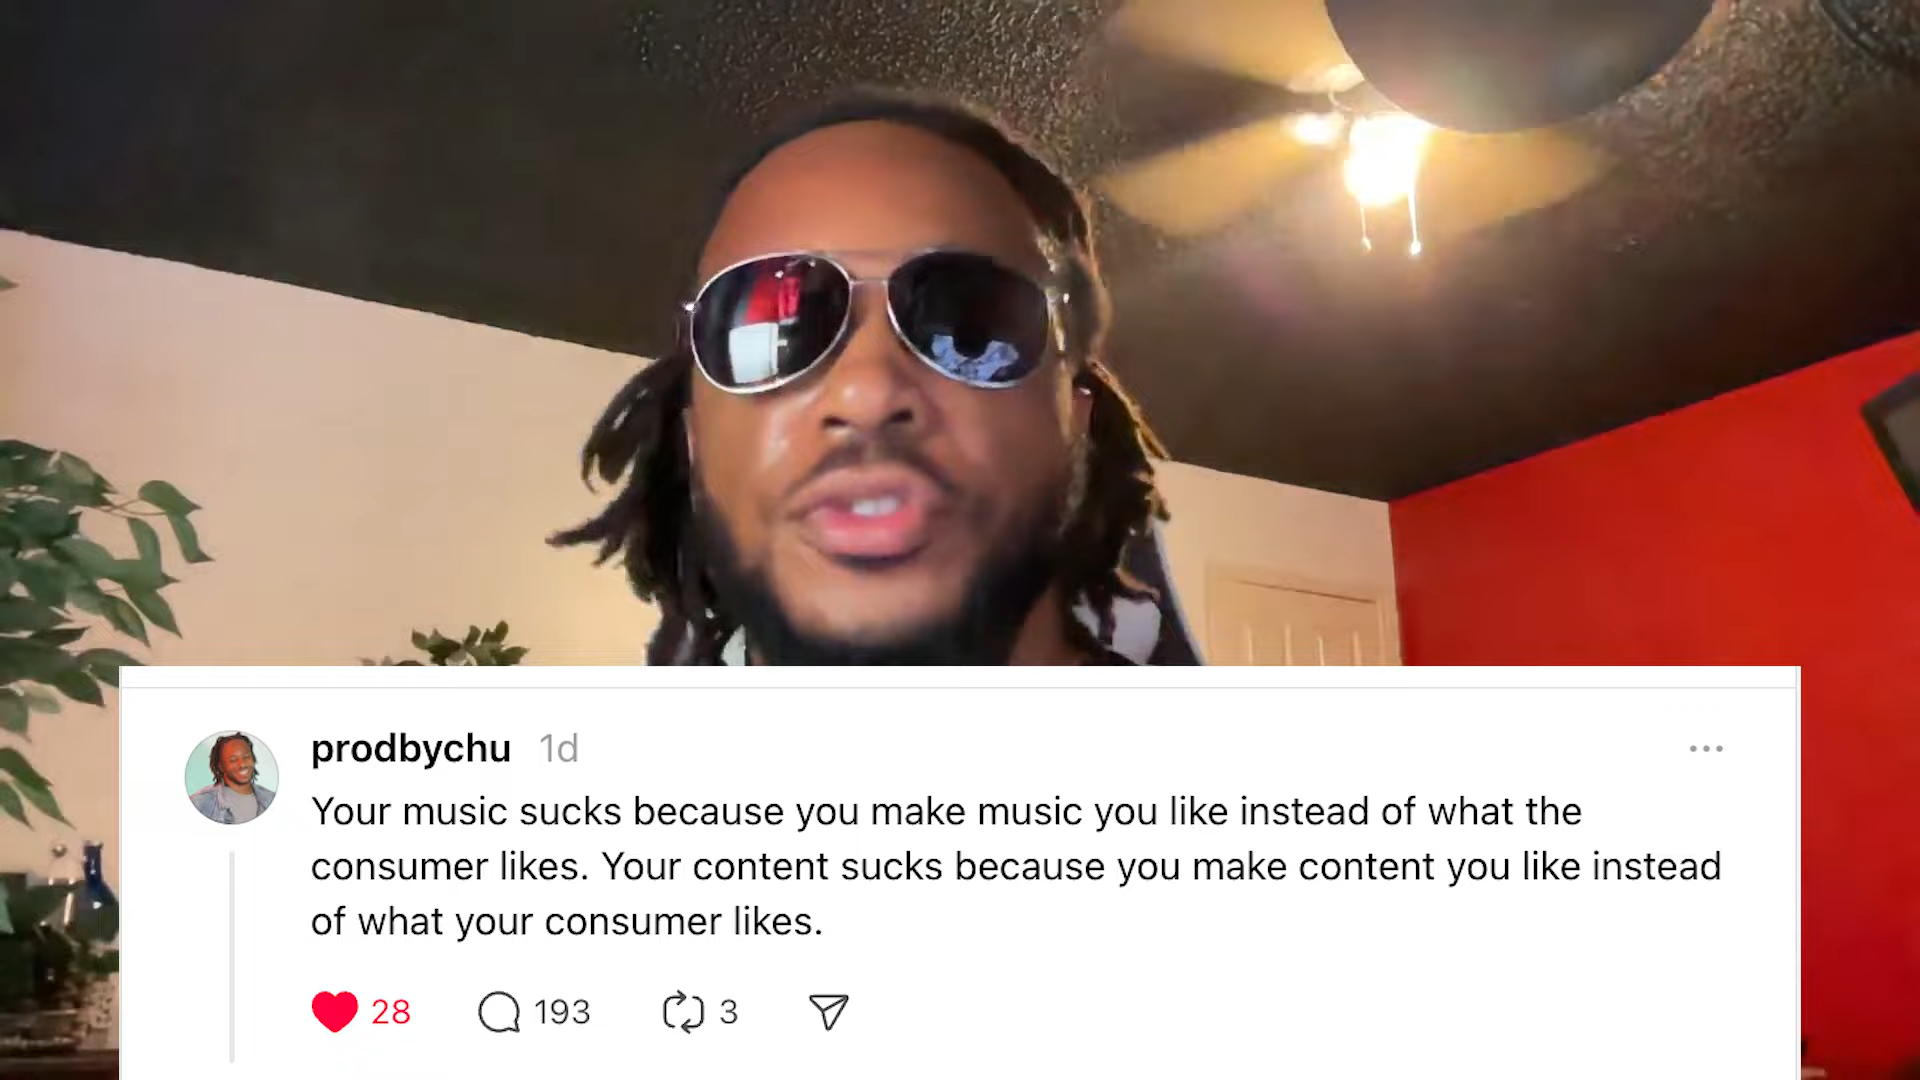 prodbychu 1d
Your music sucks because you make music you like instead of what the
consumer likes. Your content sucks because you make content you like instead
of what your consumer likes.
28 193 3